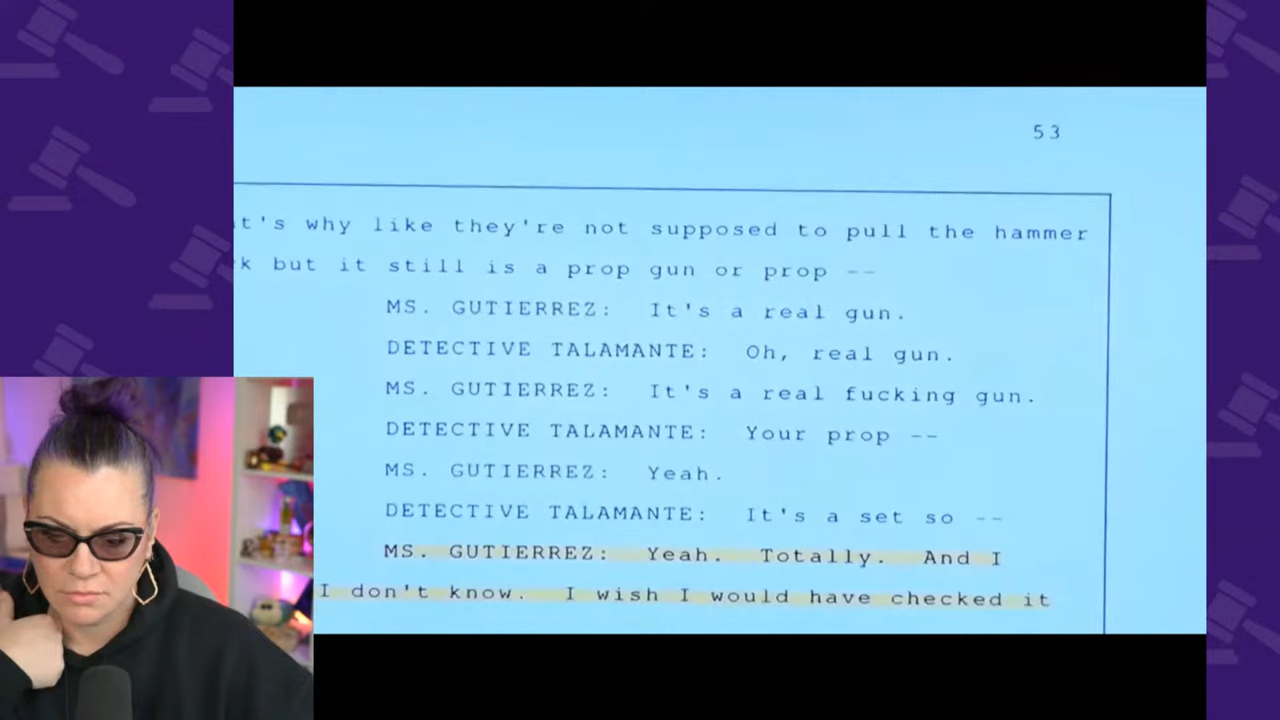 53
t's why like they're not supposed to pull the hammer
k but it still is a prop gun or prop --
MS. GUTIERREZ: It's a real gun.
DETECTIVE TALAMANTE: Oh, real gun.
MS. GUTIERREZ: It's a real fucking gun.
DETECTIVE TALAMANTE: Your prop --
MS. GUTIERREZ: Yeah.
DETECTIVE TALAMANTE: It's a set so --
MS. GUTIERREZ: Yeah. Totally. And I
I don't know. I wish I would have checked it